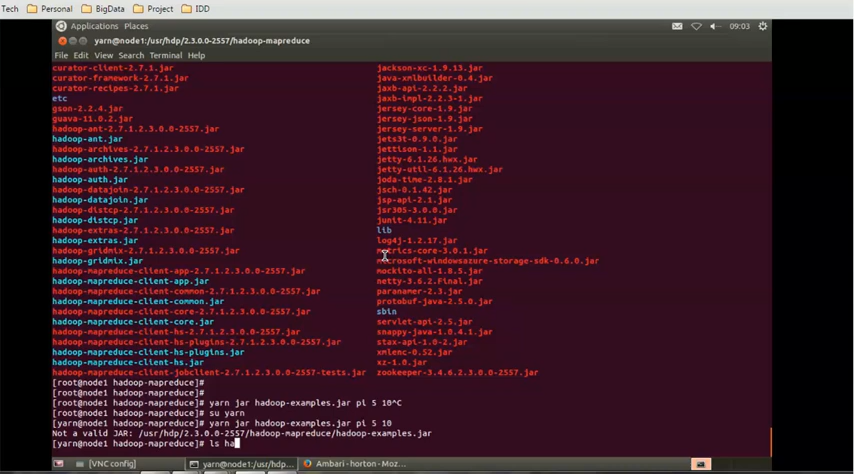 Tech Personal BigData Project IDD
Applications Places 09:03
yarn@node1:/usr/hdp/2.3.0.0-2557/hadoop-mapreduce
File Edit View Search Terminal Help
curator-client-2.7.1.jar jackson-xc-1.9.13.jar
curator-framework-2.7.1.jar java-xmlbuilder-0.4.jar
curator-recipes-2.7.1.jar jaxb-api-2.2.2.jar
etc jaxb-impl-2.2.3-1.jar
gson-2.2.4.jar jersey-core-1.9.jar
guava-11.0.2.jar jersey-json-1.9.jar
hadoop-ant-2.7.1.2.3.0.0-2557.jar jersey-server-1.9.jar
hadoop-ant.jar jets3t-0.9.0.jar
hadoop-archives-2.7.1.2.3.0.0-2557.jar jettison-1.1.jar
hadoop-archives.jar jetty-6.1.26.hwx.jar
hadoop-auth-2.7.1.2.3.0.0-2557.jar jetty-util-6.1.26.hwx.jar
hadoop-auth.jar joda-time-2.8.1.jar
hadoop-datajoin-2.7.1.2.3.0.0-2557.jar jsch-0.1.42.jar
hadoop-datajoin.jar jsp-api-2.1.jar
hadoop-distcp-2.7.1.2.3.0.0-2557.jar jsr305-3.0.0.jar
hadoop-distcp.jar junit-4.11.jar
hadoop-extras-2.7.1.2.3.0.0-2557.jar lib
hadoop-extras.jar log4j-1.2.17.jar
hadoop-gridmix-2.7.1.2.3.0.0-2557.jar metrics-core-3.0.1.jar
hadoop-gridmix.jar microsoft-windowsazure-storage-sdk-0.6.0.jar
hadoop-mapreduce-client-app-2.7.1.2.3.0.0-2557.jar mockito-all-1.8.5.jar
hadoop-mapreduce-client-app.jar netty-3.6.2.Final.jar
hadoop-mapreduce-client-common-2.7.1.2.3.0.0-2557.jar paranamer-2.3.jar
hadoop-mapreduce-client-common.jar protobuf-java-2.5.0.jar
hadoop-mapreduce-client-core-2.7.1.2.3.0.0-2557.jar sbin
hadoop-mapreduce-client-core.jar servlet-api-2.5.jar
hadoop-mapreduce-client-hs-2.7.1.2.3.0.0-2557.jar snappy-java-1.0.4.1.jar
hadoop-mapreduce-client-hs-plugins-2.7.1.2.3.0.0-2557.jar stax-api-1.0-2.jar
hadoop-mapreduce-client-hs-plugins.jar xmlenc-0.52.jar
hadoop-mapreduce-client-hs.jar xz-1.0.jar
hadoop-mapreduce-client-jobclient-2.7.1.2.3.0.0-2557-tests.jar zookeeper-3.4.6.2.3.0.0-2557.jar
[root@node1 hadoop-mapreduce]#
[root@node1 hadoop-mapreduce]#
[root@node1 hadoop-mapreduce]# yarn jar hadoop-examples.jar pi 5 10^C
[root@node1 hadoop-mapreduce]# su yarn
[yarn@node1 hadoop-mapreduce]$ yarn jar hadoop-examples.jar pi 5 10
Not a valid JAR: /usr/hdp/2.3.0.0-2557/hadoop-mapreduce/hadoop-examples.jar
[yarn@node1 hadoop-mapreduce]$ ls ha
[VNC config] yarn@node1:/usr/hdp... Ambari - horton - Moz...